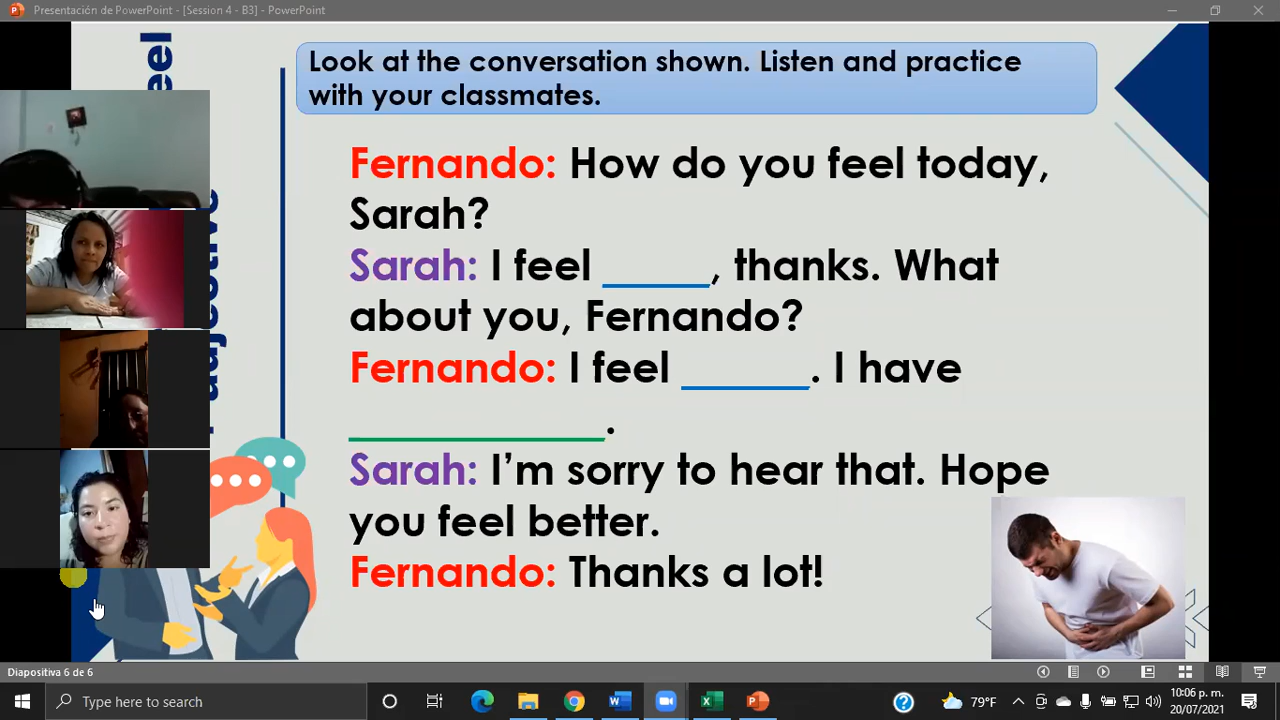 Presentación de PowerPoint - [Session 4 - B3] - PowerPoint
Look at the conversation shown. Listen and practice
with your classmates.
Fernando: How do you feel today,
Sarah?
Sarah: I feel _____, thanks. What
about you, Fernando?
Fernando: I feel ______. I have
____________.
Sarah: I’m sorry to hear that. Hope
you feel better.
Fernando: Thanks a lot!
Diapositiva 6 de 6
Type here to search
79°F
10:06 p. m.
20/07/2021